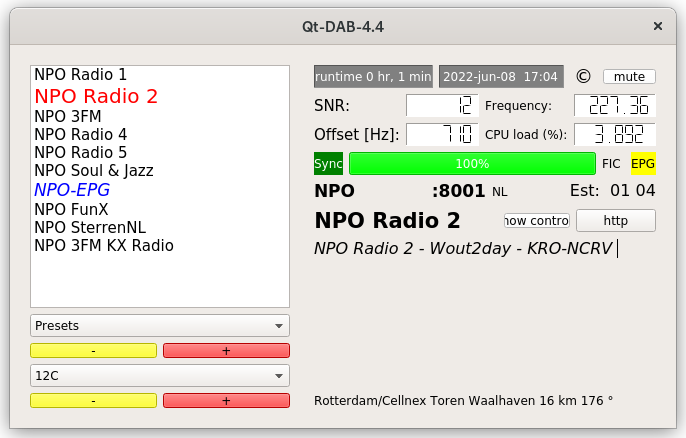 Qt-DAB-4.4
×
NPO Radio 1
NPO Radio 2
NPO 3FM
NPO Radio 4
NPO Radio 5
NPO Soul & Jazz
NPO-EPG
NPO FunX
NPO SterrenNL
NPO 3FM KX Radio
Presets
- +
12C
- +
runtime 0 hr, 1 min 2022-jun-08 17:04 © mute
SNR: 12 Frequency: 227.36
Offset [Hz]: 710 CPU load (%): 3.892
Sync 100% FIC EPG
NPO :8001 NL Est: 01 04
NPO Radio 2 how contro http
NPO Radio 2 - Wout2day - KRO-NCRV
Rotterdam/Cellnex Toren Waalhaven 16 km 176 °